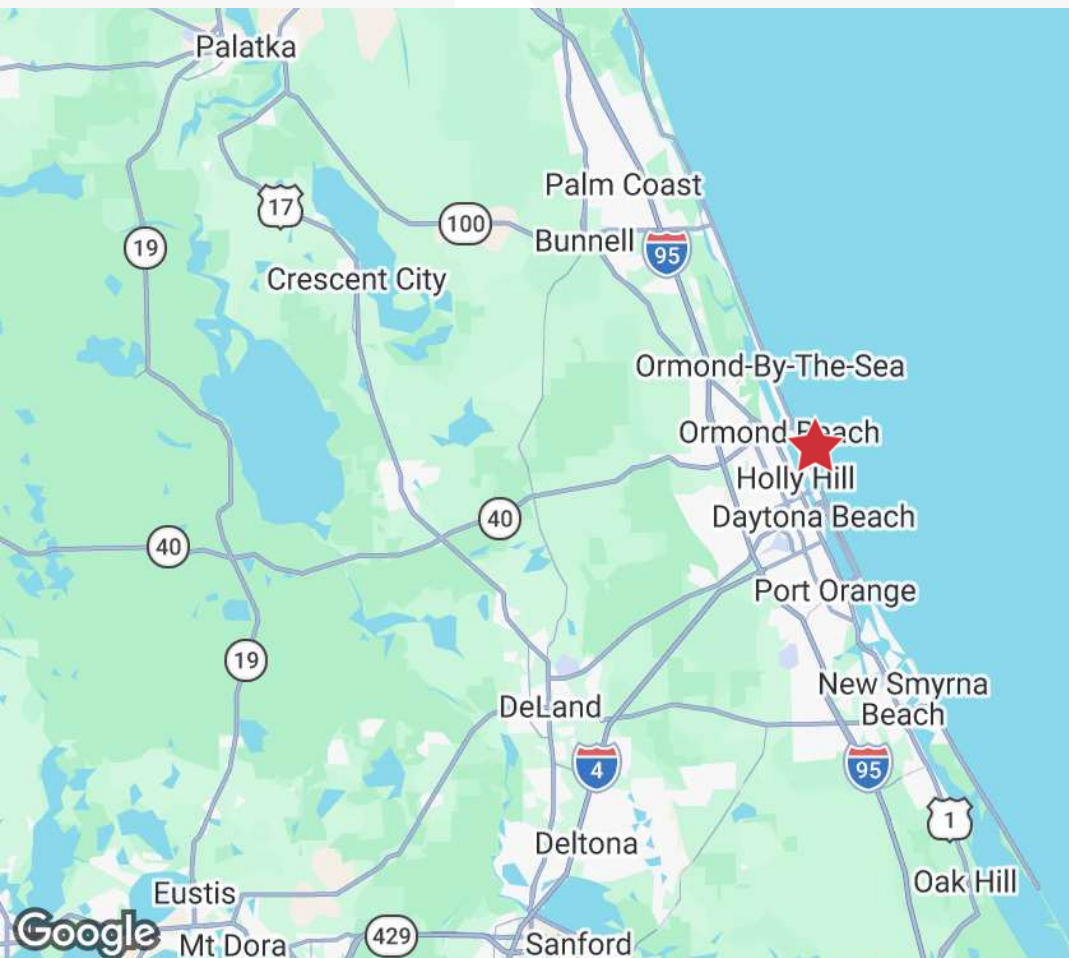 Palatka
Palm Coast
17
100
19
Bunnell
95
Crescent City
Ormond-By-The-Sea
Ormond Beach
Holly Hill
40
Daytona Beach
40
Port Orange
19
New Smyrna
Beach
DeLand
4
95
1
Deltona
Oak Hill
Eustis
Google
Mt Dora
429
Sanford